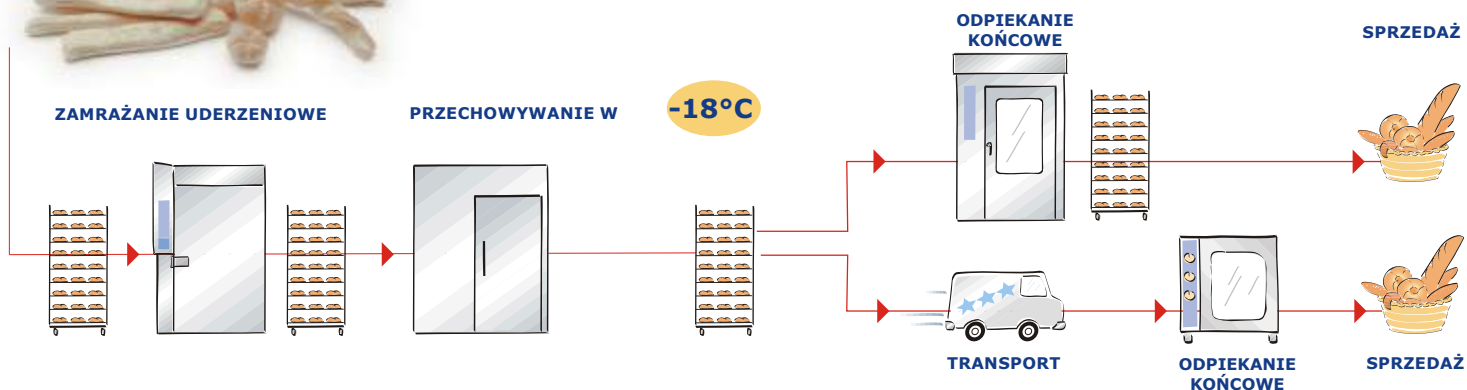 ODPIEKANIE
KOŃCOWE
SPRZEDAŻ
ZAMRAŻANIE UDERZENIOWE
PRZECHOWYWANIE W
-18°C
TRANSPORT
ODPIEKANIE
KOŃCOWE
SPRZEDAŻ